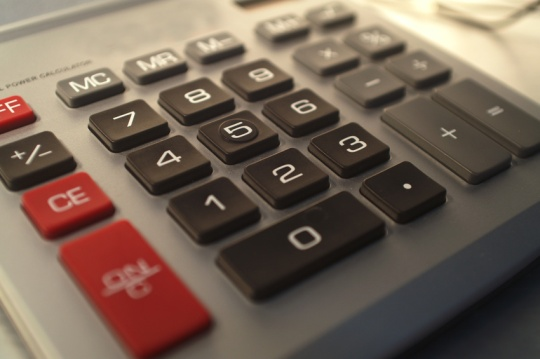 POWER CALCULATOR
MC MR M− M+
FF 7 8 9 × %
+/− 4 5 6 − ÷
CE 1 2 3 + =
ON/C 0 .